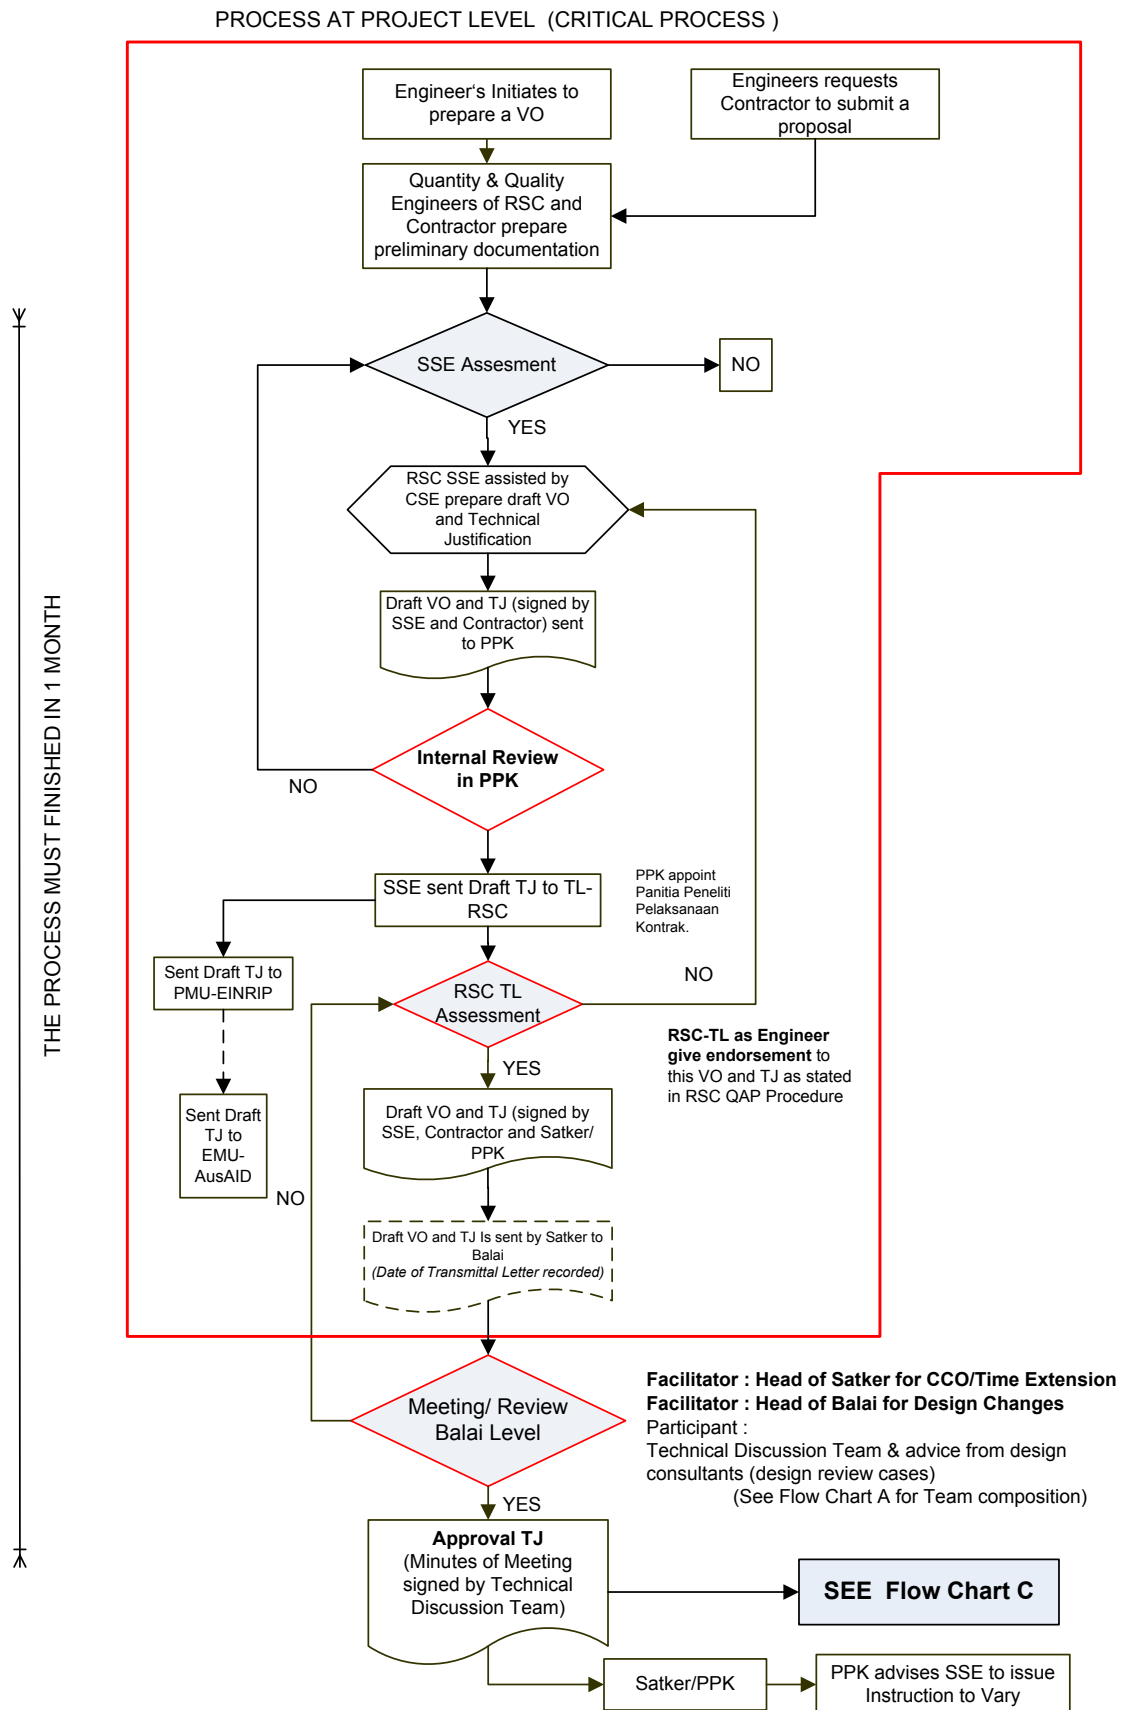 PROCESS AT PROJECT LEVEL (CRITICAL PROCESS )
Engineer‘s Initiates to
prepare a VO
Engineers requests
Contractor to submit a
proposal
Quantity & Quality
Engineers of RSC and
Contractor prepare
preliminary documentation
SSE Assesment
NO
YES
RSC SSE assisted by
CSE prepare draft VO
and Technical
Justification
Draft VO and TJ (signed by
SSE and Contractor) sent
to PPK
THE PROCESS MUST FINISHED IN 1 MONTH
Internal Review
in PPK
NO
SSE sent Draft TJ to TL-
RSC
PPK appoint
Panitia Peneliti
Pelaksanaan
Kontrak.
Sent Draft TJ to
PMU-EINRIP
RSC TL
Assessment
NO
RSC-TL as Engineer
give endorsement to
this VO and TJ as stated
in RSC QAP Procedure
YES
Sent Draft
TJ to
EMU-
AusAID
Draft VO and TJ (signed by
SSE, Contractor and Satker/
PPK
NO
Draft VO and TJ Is sent by Satker to
Balai
(Date of Transmittal Letter recorded)
Meeting/ Review
Balai Level
Facilitator : Head of Satker for CCO/Time Extension
Facilitator : Head of Balai for Design Changes
Participant :
Technical Discussion Team & advice from design
consultants (design review cases)
(See Flow Chart A for Team composition)
YES
Approval TJ
(Minutes of Meeting
signed by Technical
Discussion Team)
SEE Flow Chart C
Satker/PPK
PPK advises SSE to issue
Instruction to Vary